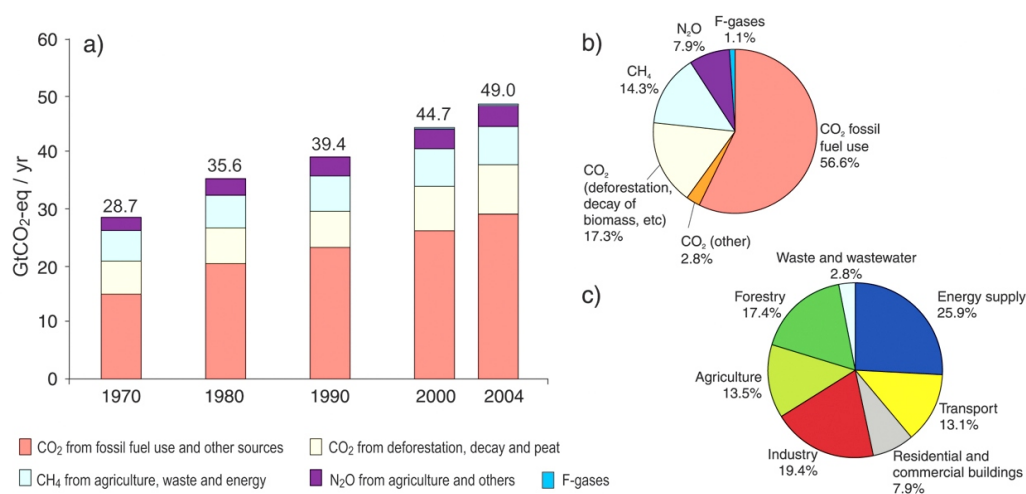 a)
GtCO₂-eq / yr
60
50
40
30
20
10
0
28.7
35.6
39.4
44.7
49.0
1970
1980
1990
2000
2004
CO₂ from fossil fuel use and other sources
CO₂ from deforestation, decay and peat
CH₄ from agriculture, waste and energy
N₂O from agriculture and others
F-gases
b)
F-gases
1.1%
N₂O
7.9%
CH₄
14.3%
CO₂ fossil
fuel use
56.6%
CO₂
(deforestation,
decay of
biomass, etc)
17.3%
CO₂ (other)
2.8%
c)
Waste and wastewater
2.8%
Forestry
17.4%
Energy supply
25.9%
Agriculture
13.5%
Transport
13.1%
Industry
19.4%
Residential and
commercial buildings
7.9%